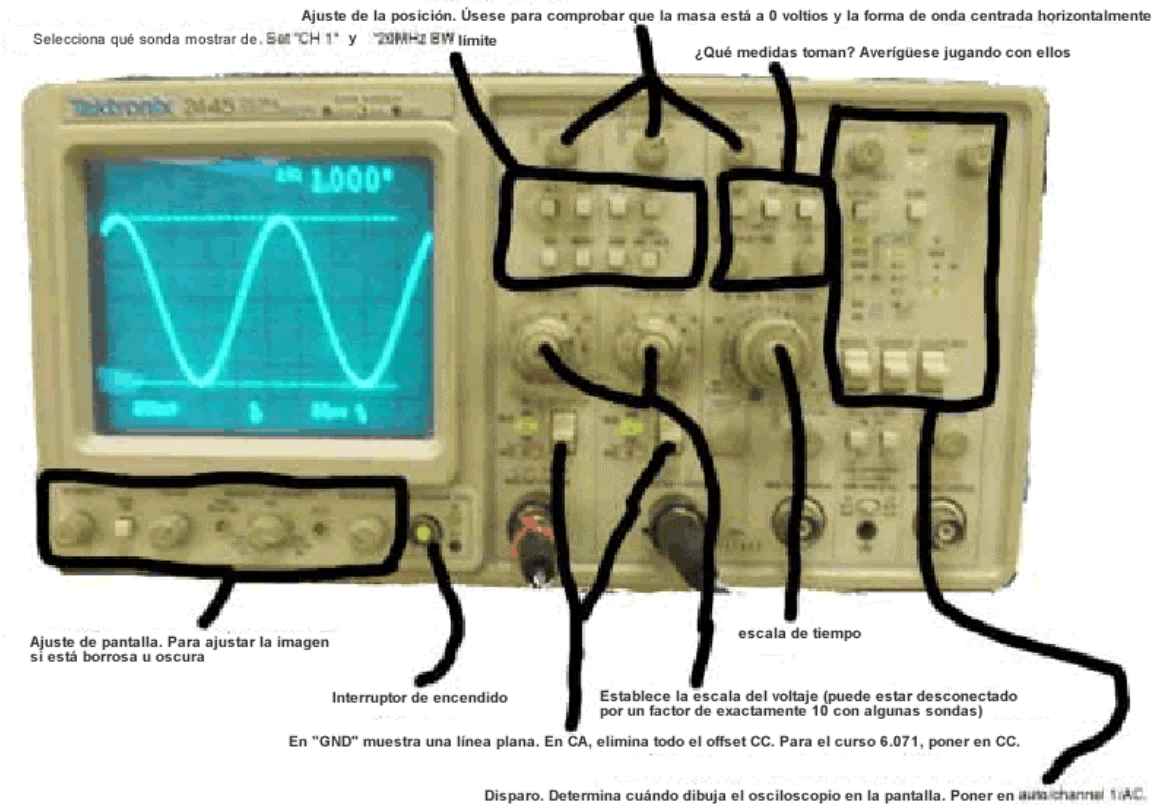 Ajuste de la posición. Úsese para comprobar que la masa está a 0 voltios y la forma de onda centrada horizontalmente
Selecciona qué sonda mostrar de. Set "CH 1" y "20MHz BW límite
¿Qué medidas toman? Averígüese jugando con ellos
Tektronix 2445
1.000
Ajuste de pantalla. Para ajustar la imagen
si está borrosa u oscura
escala de tiempo
Interruptor de encendido
Establece la escala del voltaje (puede estar desconectado
por un factor de exactamente 10 con algunas sondas)
En "GND" muestra una línea plana. En CA, elimina todo el offset CC. Para el curso 6.071, poner en CC.
Disparo. Determina cuándo dibuja el osciloscopio en la pantalla. Poner en auto/channel 1/AC.